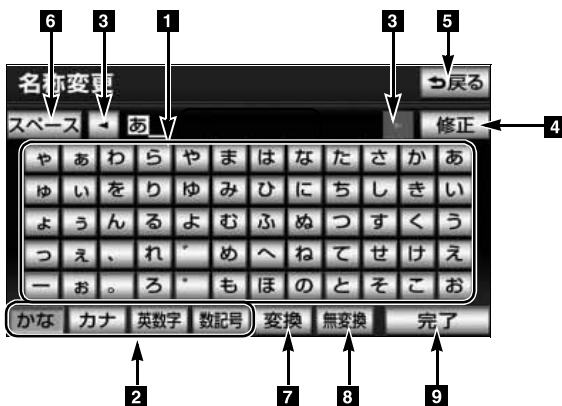 6 3 1 3 5
名称変更 戻る
スペース ◄ あ 修正 4
ゃ ぁ わ ら や ま は な た さ か あ
ゅ ぃ を り ゆ み ひ に ち し き い
ょ ぅ ん る よ む ふ ぬ つ す く う
っ ぇ 、 れ ゛ め へ ね て せ け え
ー ぉ 。 ろ ゜ も ほ の と そ こ お
かな カナ 英数字 数記号 変換 無変換 完了
2 7 8 9